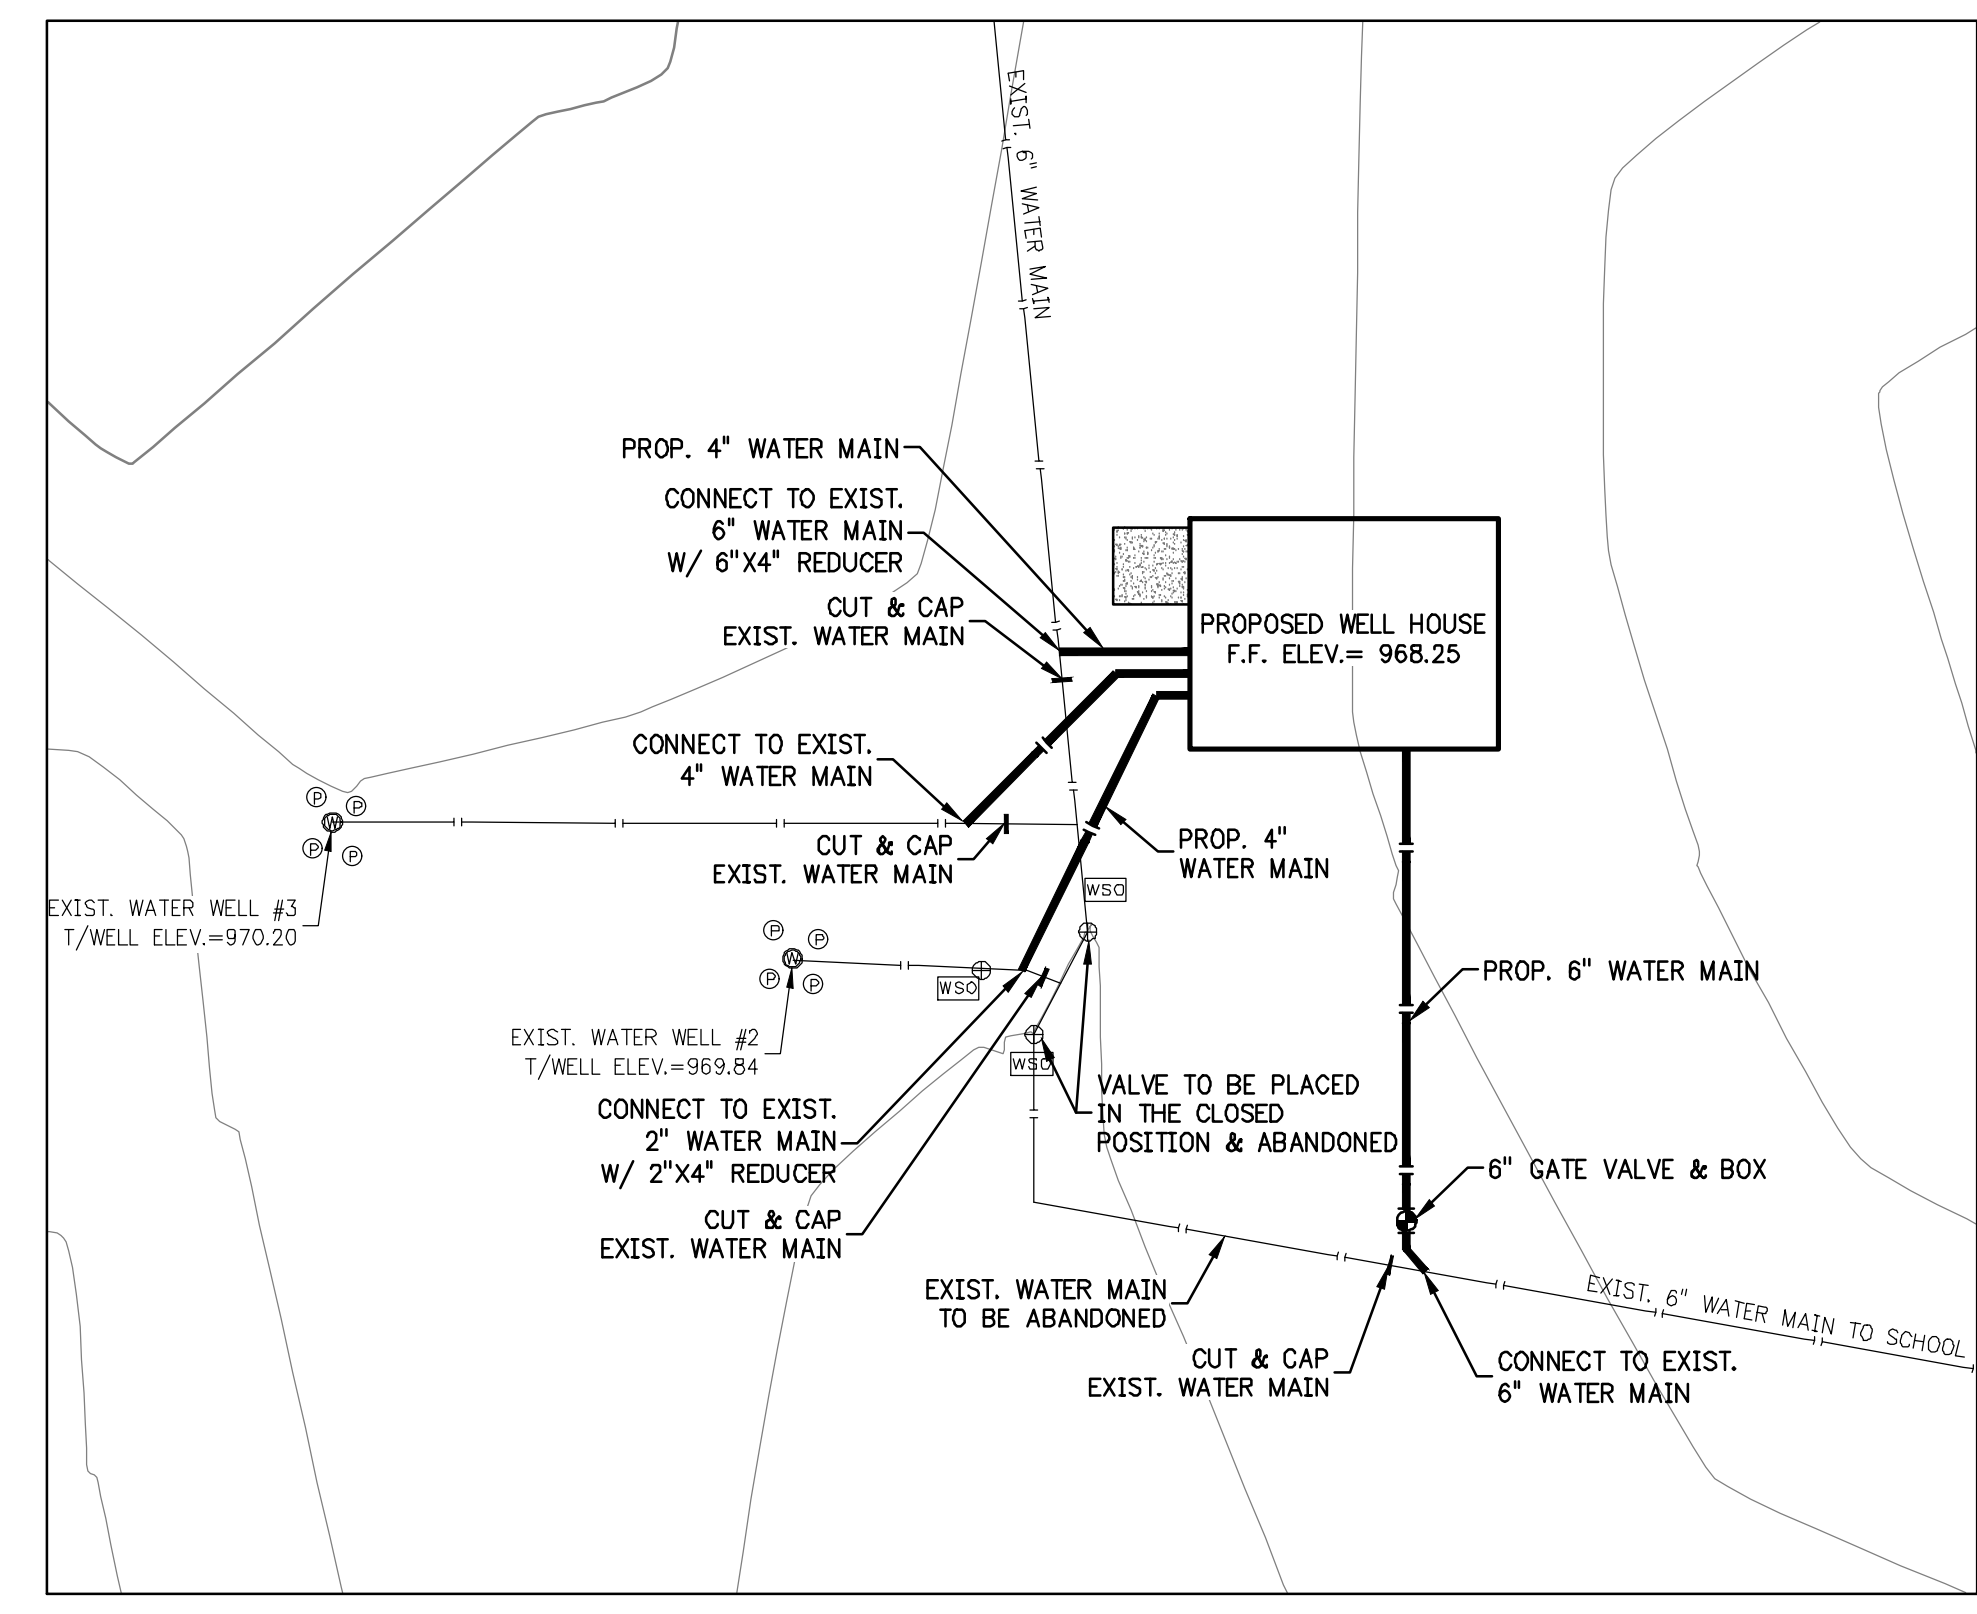 EXIST. 6" WATER MAIN
PROP. 4" WATER MAIN
CONNECT TO EXIST.
6" WATER MAIN
W/ 6"X4" REDUCER
CUT & CAP
EXIST. WATER MAIN
PROPOSED WELL HOUSE
F.F. ELEV.= 968.25
CONNECT TO EXIST.
4" WATER MAIN
P
P
W
P
P
CUT & CAP
EXIST. WATER MAIN
PROP. 4"
WATER MAIN
WSO
EXIST. WATER WELL #3
T/WELL ELEV.=970.20
P
P
W
P
P
WSO
PROP. 6" WATER MAIN
EXIST. WATER WELL #2
T/WELL ELEV.=969.84
WSO
VALVE TO BE PLACED
IN THE CLOSED
POSITION & ABANDONED
CONNECT TO EXIST.
2" WATER MAIN
W/ 2"X4" REDUCER
6" GATE VALVE & BOX
CUT & CAP
EXIST. WATER MAIN
EXIST. WATER MAIN
TO BE ABANDONED
EXIST. 6" WATER MAIN TO SCHOOL
CUT & CAP
EXIST. WATER MAIN
CONNECT TO EXIST.
6" WATER MAIN